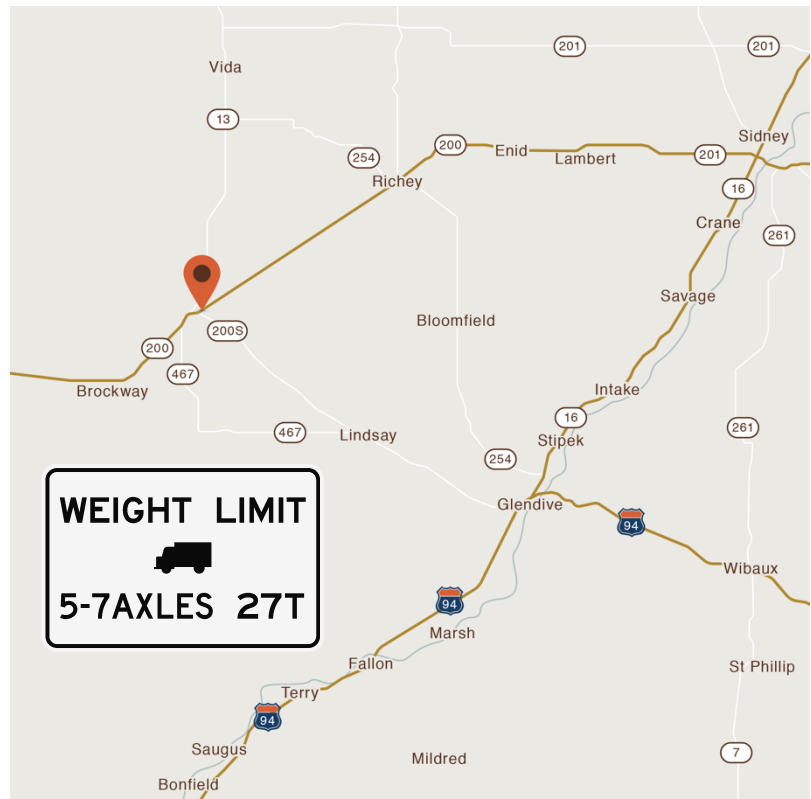 201
201
Vida
13
Sidney
200
Enid
201
254
Lambert
Richey
16
Crane
261
Savage
Bloomfield
200S
200
467
Brockway
Intake
16
261
467
Lindsay
Stipek
254
WEIGHT LIMIT
5-7AXLES 27T
Glendive
94
Wibaux
94
Marsh
Fallon
St Phillip
Terry
94
Saugus
Mildred
7
Bonfield